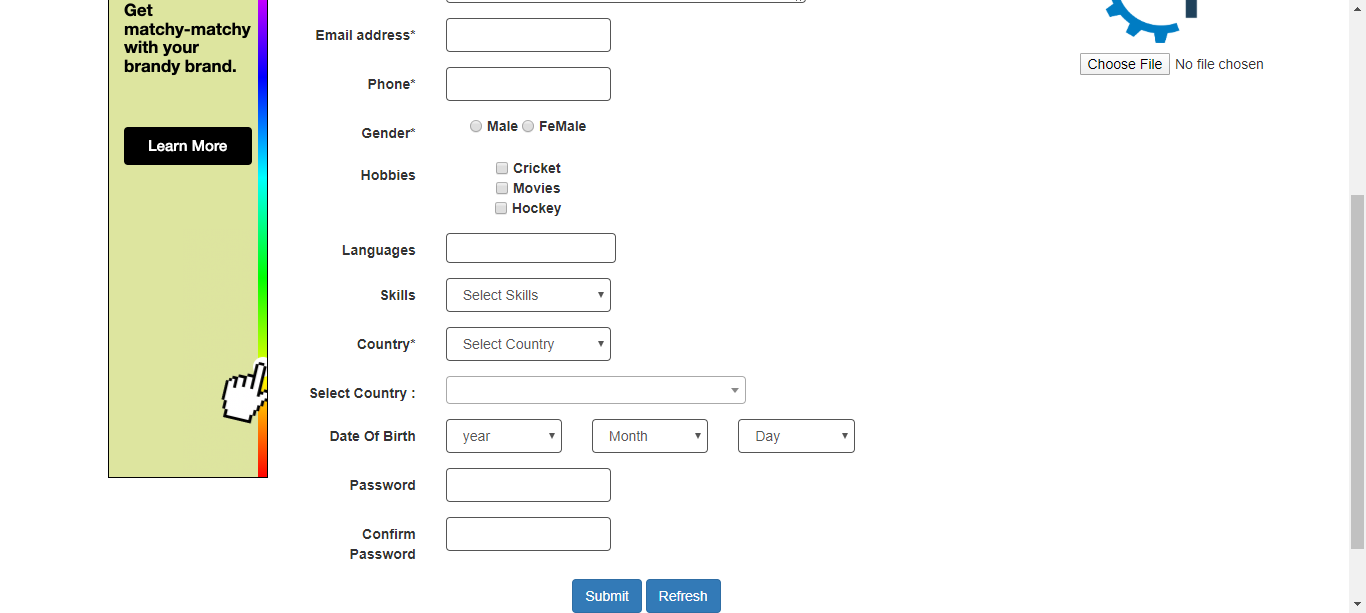 Get
matchy-matchy
with your
brandy brand.
Learn More
Email address*
Phone*
Gender* Male FeMale
Hobbies Cricket
Movies
Hockey
Languages
Skills Select Skills
Country* Select Country
Select Country :
Date Of Birth year Month Day
Password
Confirm
Password
Submit Refresh
Choose File No file chosen